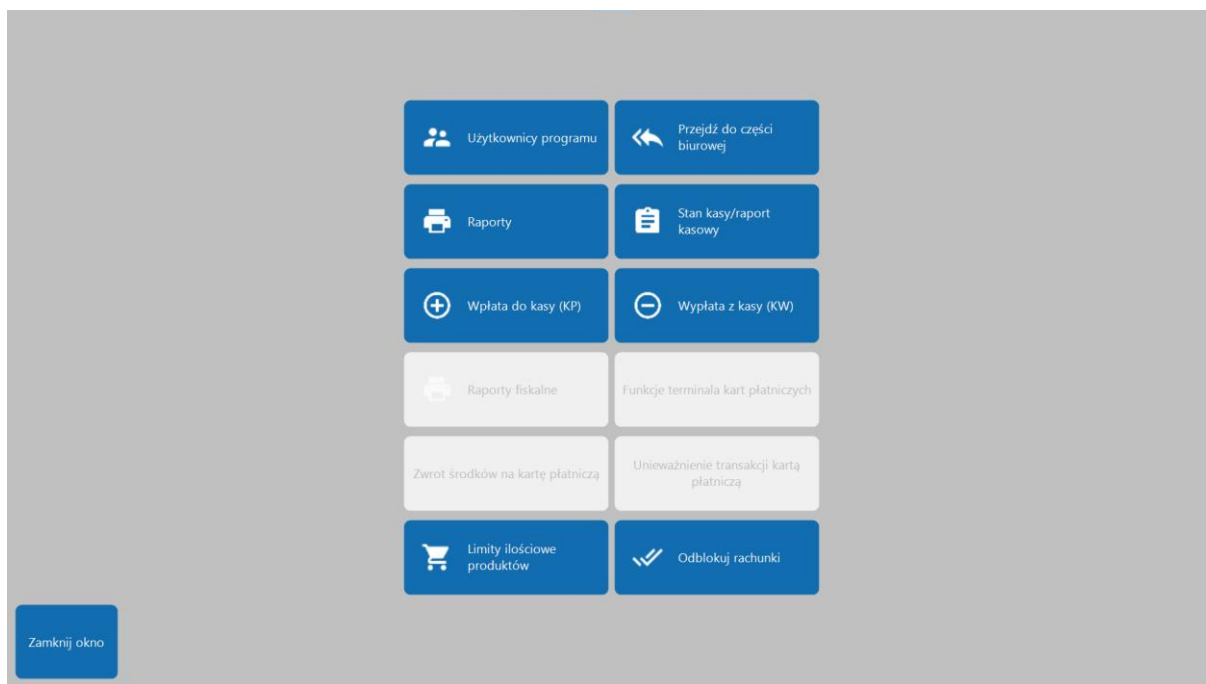 Użytkownicy programu
Przejdź do części
biurowej
Raporty
Stan kasy/raport
kasowy
Wpłata do kasy (KP)
Wypłata z kasy (KW)
Raporty fiskalne
Funkcje terminala kart płatniczych
Zwrot środków na kartę płatniczą
Unieważnienie transakcji kartą
płatniczą
Limity ilościowe
produktów
Odblokuj rachunki
Zamknij okno